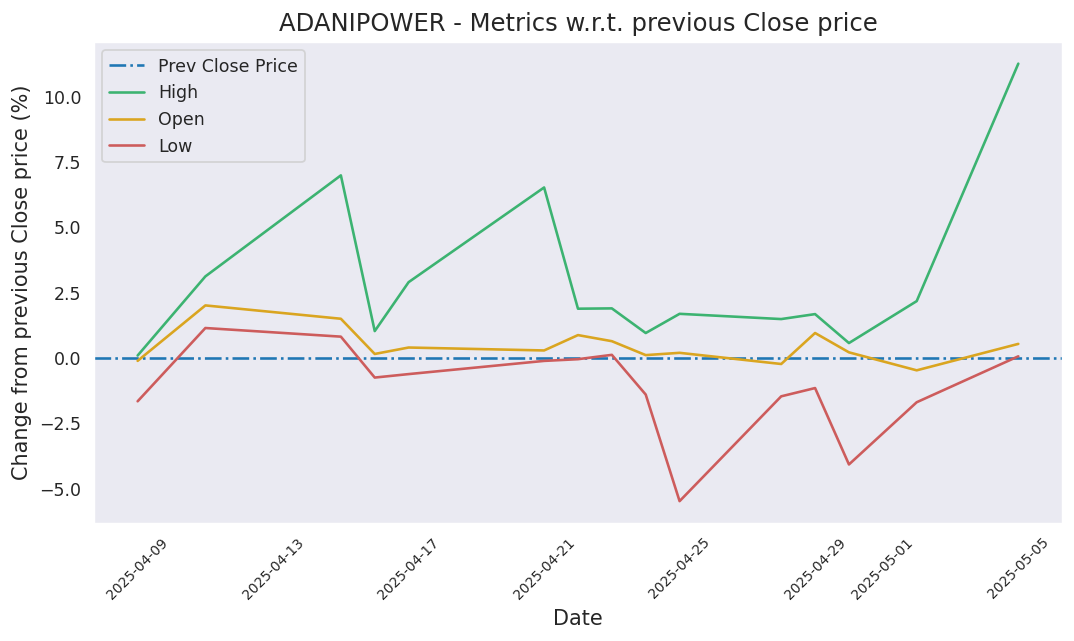 ADANIPOWER - Metrics w.r.t. previous Close price
Prev Close Price
High
Open
Low
Change from previous Close price (%)
10.0
7.5
5.0
2.5
0.0
−2.5
−5.0
2025-04-09
2025-04-13
2025-04-17
2025-04-21
2025-04-25
2025-04-29
2025-05-01
2025-05-05
Date